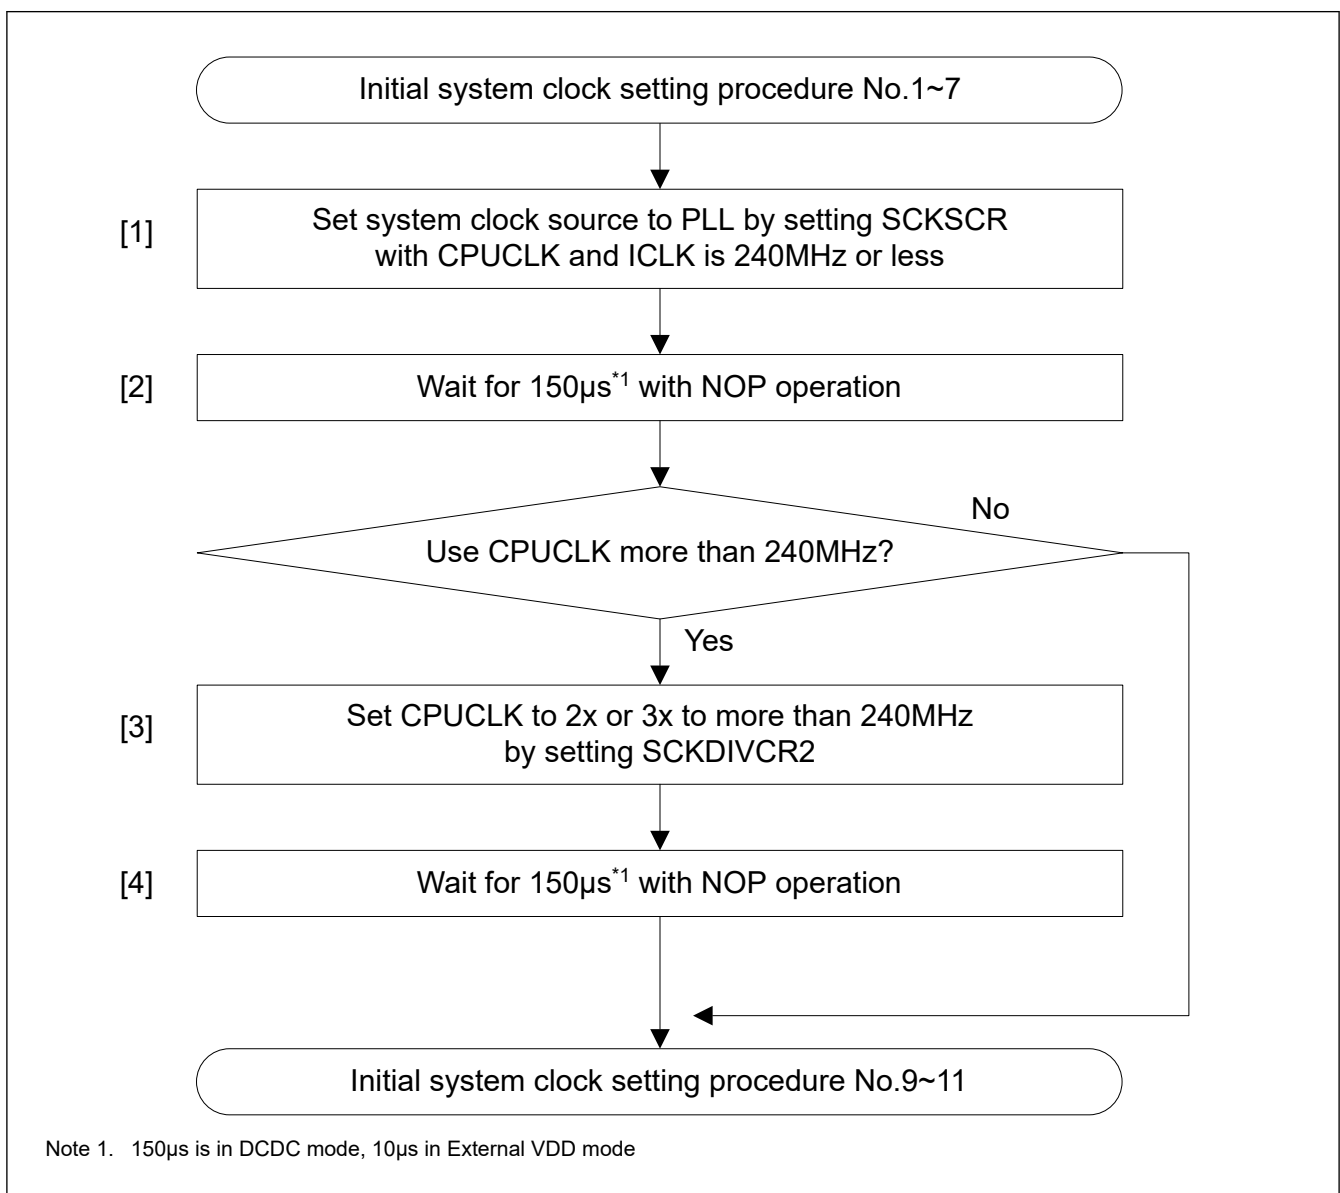 Initial system clock setting procedure No.1~7
[1]
Set system clock source to PLL by setting SCKSCR
with CPUCLK and ICLK is 240MHz or less
[2]
Wait for 150µs*1 with NOP operation
No
Use CPUCLK more than 240MHz?
Yes
[3]
Set CPUCLK to 2x or 3x to more than 240MHz
by setting SCKDIVCR2
[4]
Wait for 150µs*1 with NOP operation
Initial system clock setting procedure No.9~11
Note 1. 150µs is in DCDC mode, 10µs in External VDD mode